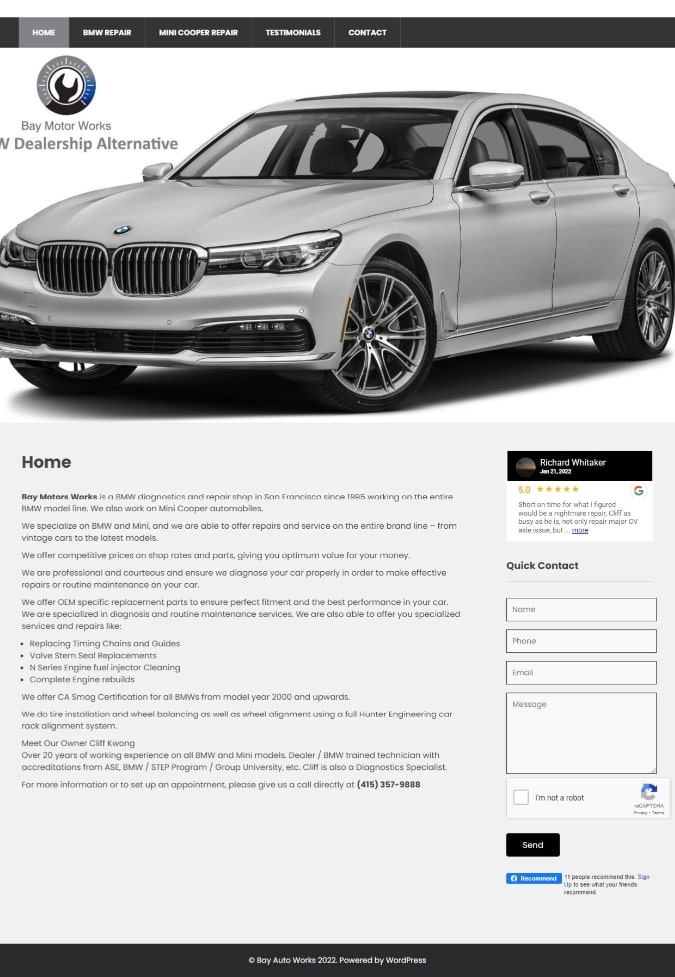 HOME BMW REPAIR MINI COOPER REPAIR TESTIMONIALS CONTACT
Bay Motor Works
W Dealership Alternative
Home
Bay Motors Works is a BMW diagnostics and repair shop in San Francisco since 1995 working on the entire
BMW model line. We also work on Mini Cooper automobiles.
We specialize on BMW and Mini, and we are able to offer repairs and service on the entire brand line – from
vintage cars to the latest models.
We offer competitive prices on shop rates and parts, giving you optimum value for your money.
We are professional and courteous and ensure we diagnose your car properly in order to make effective
repairs or routine maintenance on your car.
We offer OEM specific replacement parts to ensure perfect fitment and the best performance in your car.
We are specialized in diagnosis and routine maintenance services. We are also able to offer you specialized
services and repairs like:
Replacing Timing Chains and Guides
Valve Stem Seal Replacements
N Series Engine fuel injector Cleaning
Complete Engine rebuilds
We offer CA Smog Certification for all BMWs from model year 2000 and upwards.
We do tire installation and wheel balancing as well as wheel alignment using a full Hunter Engineering car
rack alignment system.
Meet Our Owner Cliff Kwong
Over 20 years of working experience on all BMW and Mini models. Dealer / BMW trained technician with
accreditations from ASE, BMW / STEP Program / Group University, etc. Cliff is also a Diagnostics Specialist.
For more information or to set up an appointment, please give us a call directly at (415) 357-9888
Richard Whitaker
Jan 21, 2022
5.0
Short on time for what I figured
would be a nightmare repair, Cliff as
busy as he is, not only repair major CV
axle issue, but ... more
Quick Contact
Name
Phone
Email
Message
I'm not a robot
reCAPTCHA
Privacy - Terms
Send
Recommend 11 people recommend this. Sign
Up to see what your friends
recommend.
© Bay Auto Works 2022. Powered by WordPress